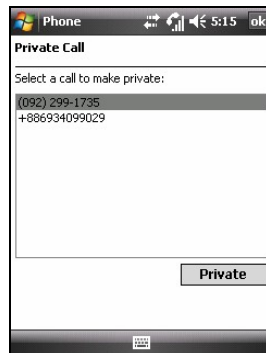 Phone 5:15 ok
Private Call
Select a call to make private:
(092) 299-1735
+886934099029
Private